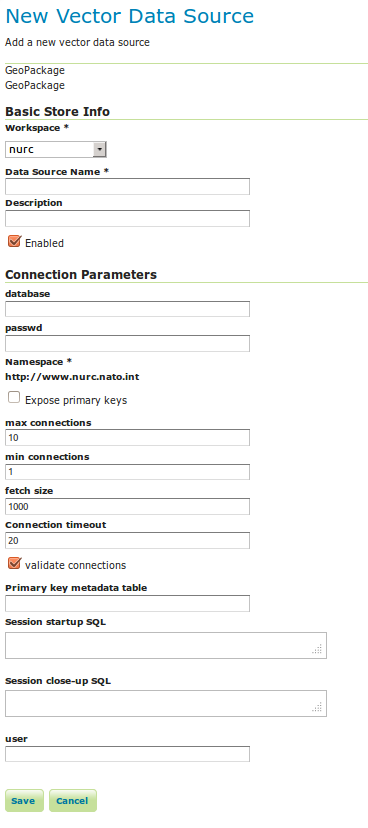 New Vector Data Source
Add a new vector data source
GeoPackage
GeoPackage
Basic Store Info
Workspace *
nurc
Data Source Name *
Description
Enabled
Connection Parameters
database
passwd
Namespace *
http://www.nurc.nato.int
Expose primary keys
max connections
10
min connections
1
fetch size
1000
Connection timeout
20
validate connections
Primary key metadata table
Session startup SQL
Session close-up SQL
user
Save Cancel